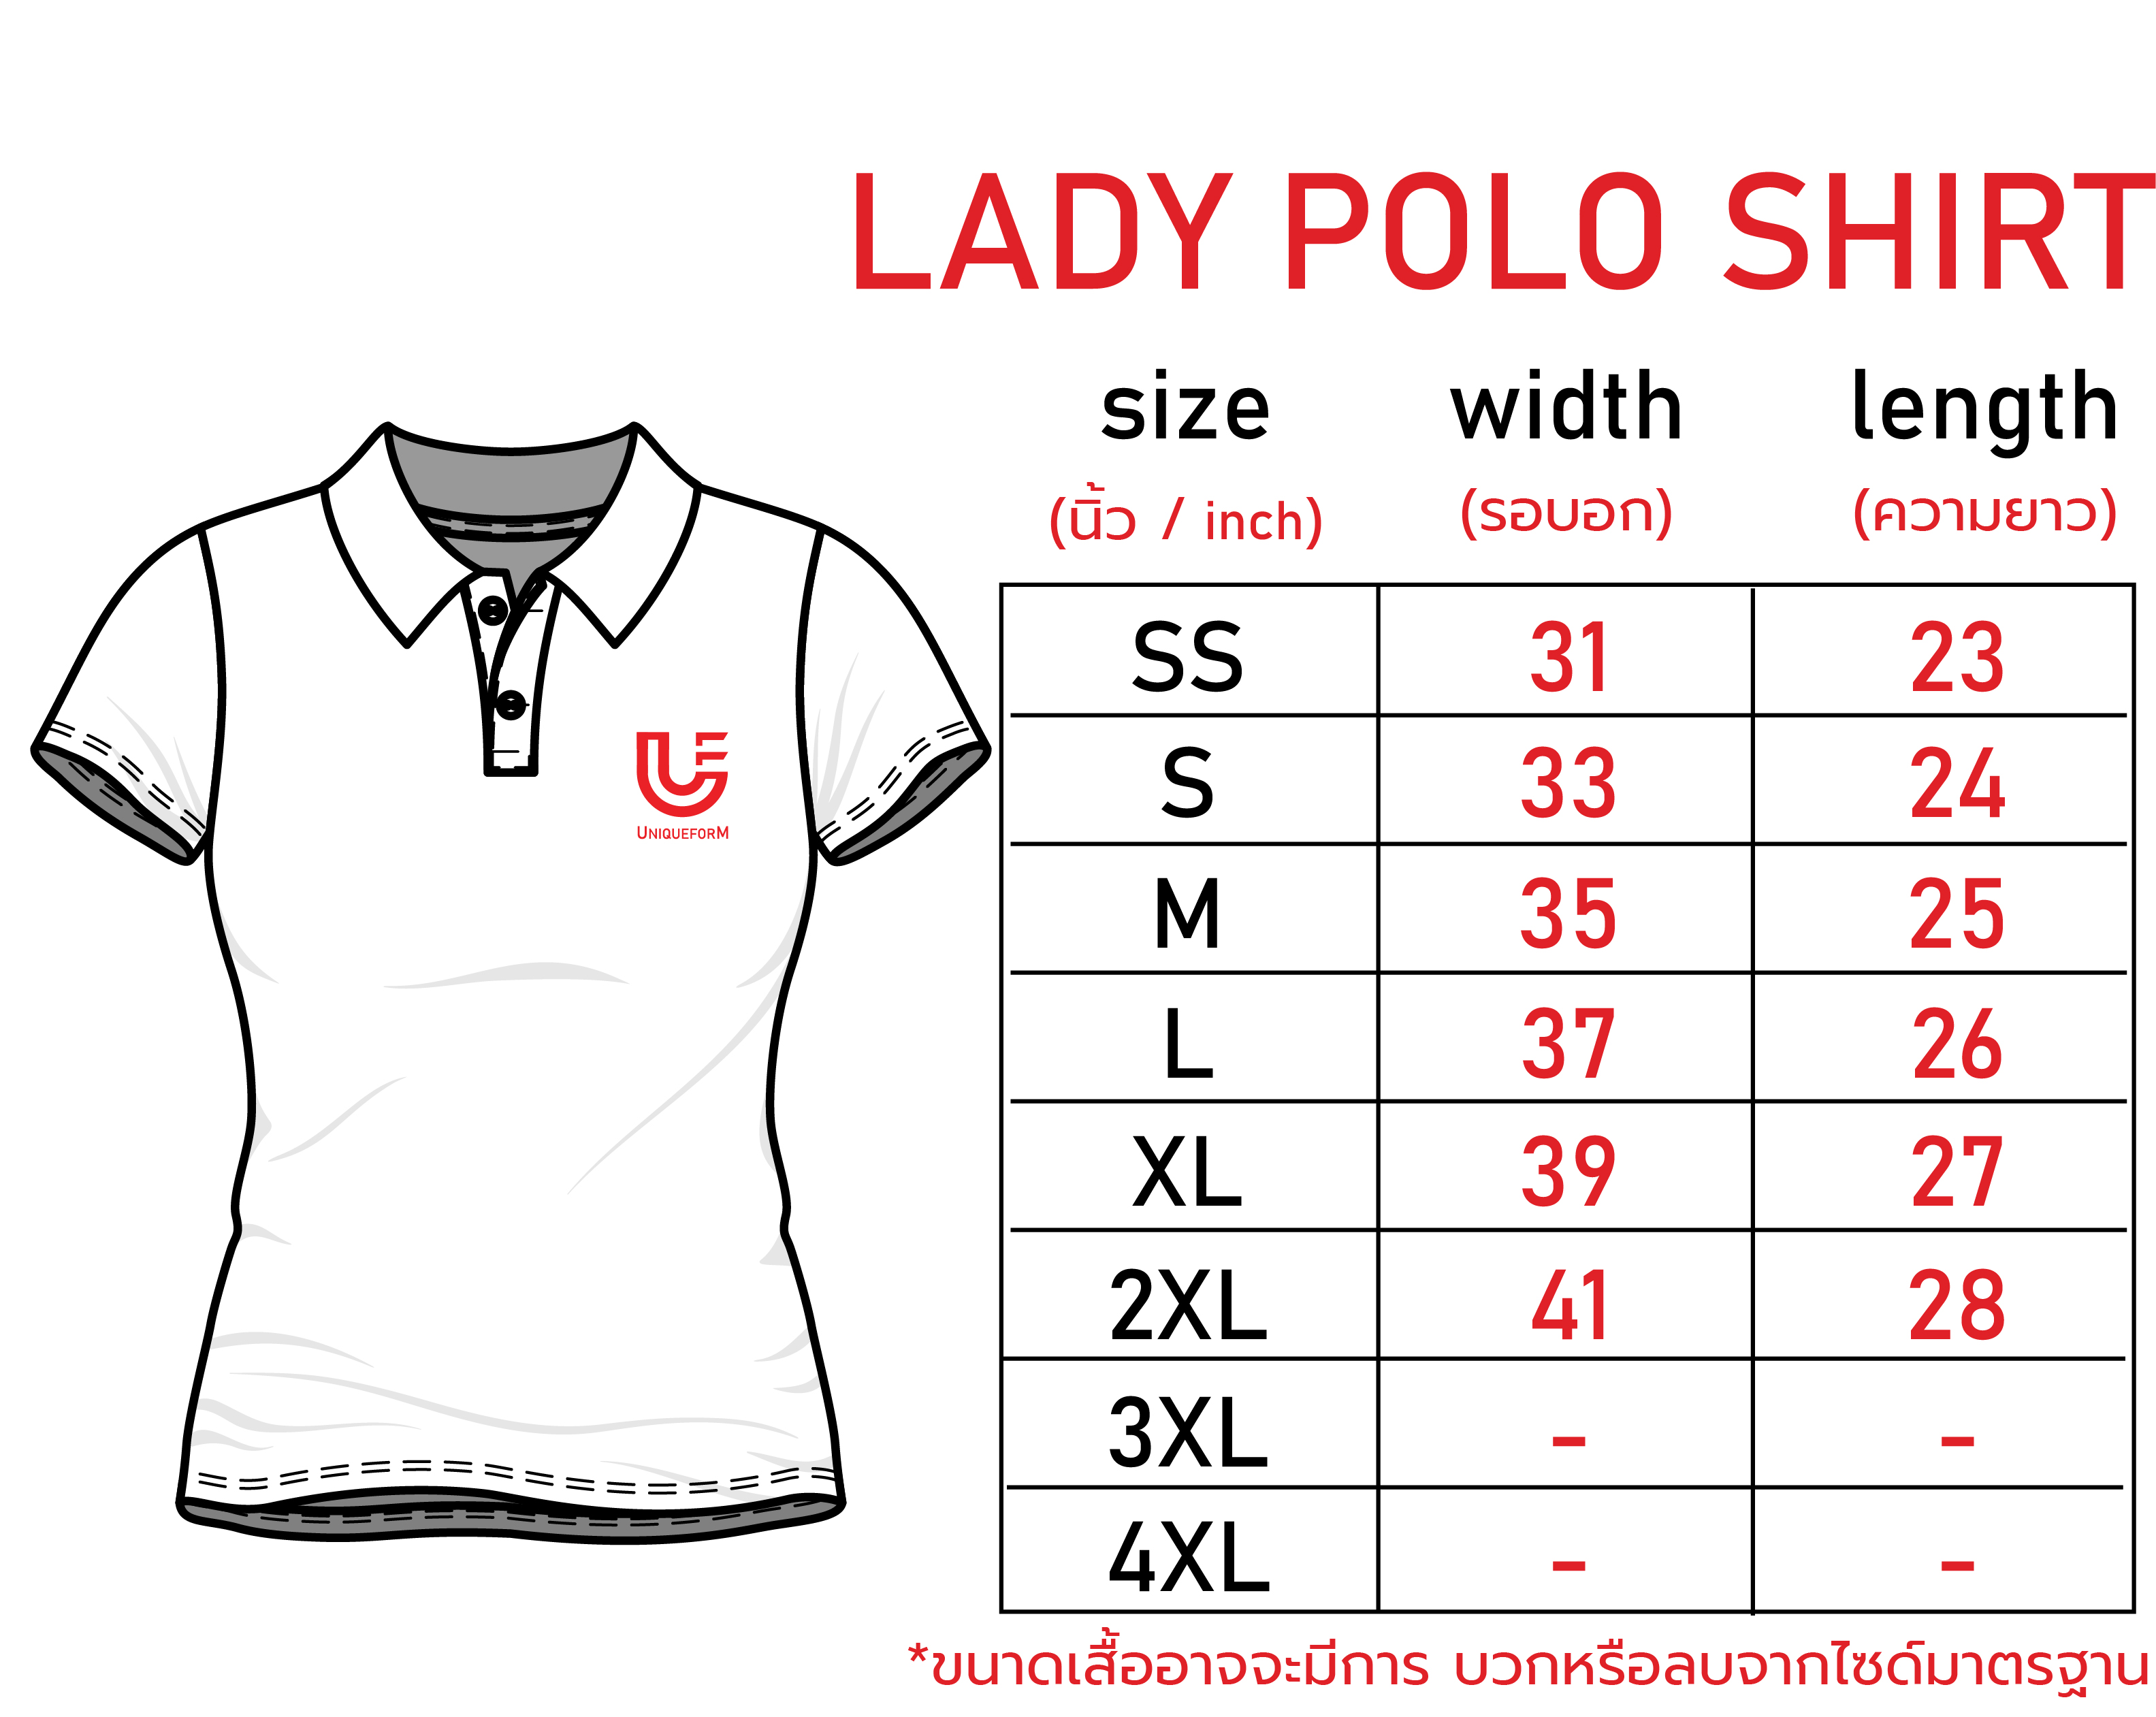 LADY POLO SHIRT
size width length
(นิ้ว / inch) (รอบอก) (ความยาว)
SS 31 23
S 33 24
M 35 25
L 37 26
XL 39 27
2XL 41 28
3XL - -
4XL - -
*ขนาดเสื้ออาจจะมีการ บวกหรือลบจากไซด์มาตรฐาน
UNIQUEFORM